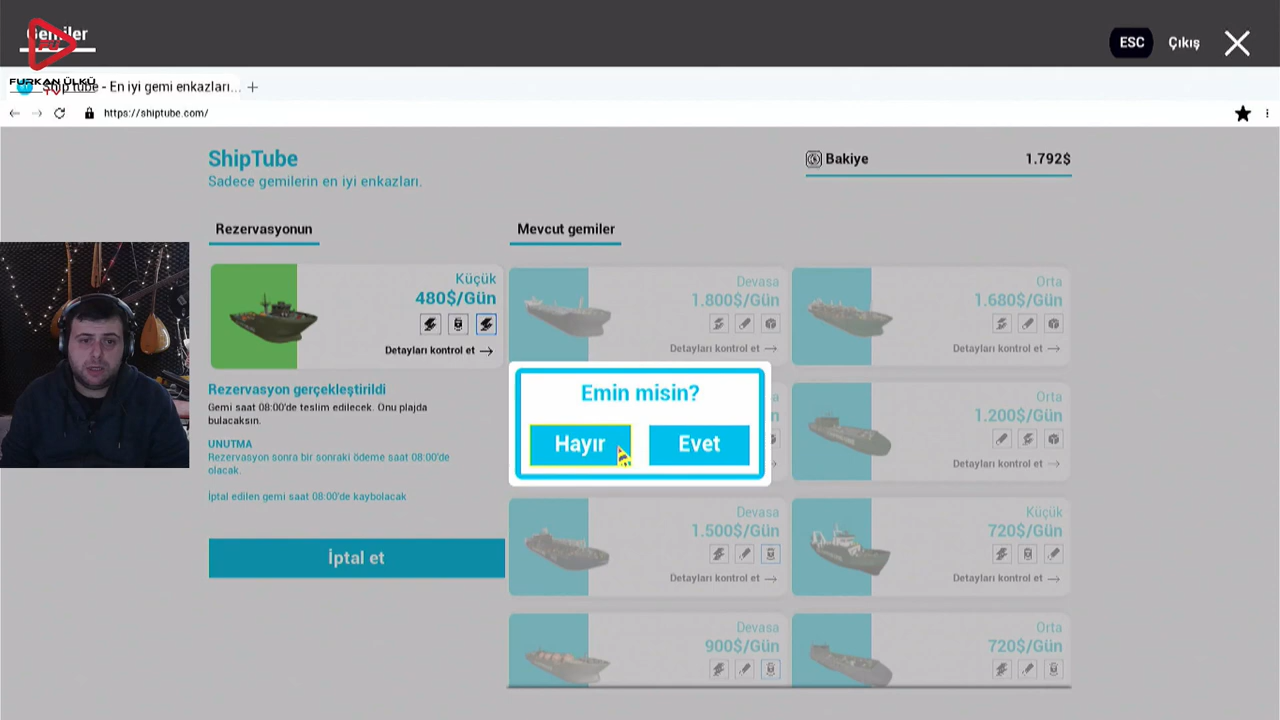 Gemiler
ESC
Çıkış
FURKAN ÜLKÜ
TV
Ship tube - En iyi gemi enkazları...
https://shiptube.com/
ShipTube
Sadece gemilerin en iyi enkazları.
Bakiye
1.792$
Rezervasyonun
Mevcut gemiler
Küçük
480$/Gün
Detayları kontrol et
Rezervasyon gerçekleştirildi
Gemi saat 08:00'de teslim edilecek. Onu plajda
bulacaksın.
UNUTMA
Rezervasyon sonra bir sonraki ödeme saat 08:00'de
olacak.
İptal edilen gemi saat 08:00'de kaybolacak
İptal et
Devasa
1.800$/Gün
Detayları kontrol et
Orta
1.680$/Gün
Detayları kontrol et
Emin misin?
Hayır
Evet
Orta
1.200$/Gün
Detayları kontrol et
Devasa
1.500$/Gün
Detayları kontrol et
Küçük
720$/Gün
Detayları kontrol et
Devasa
900$/Gün
Orta
720$/Gün